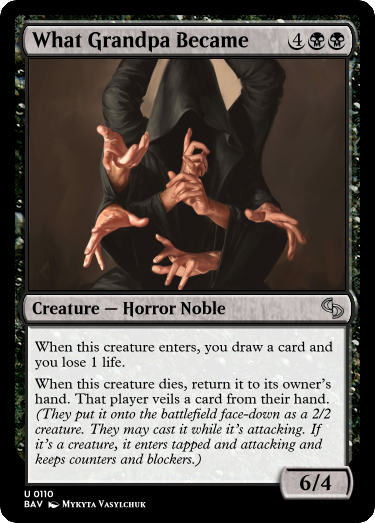 What Grandpa Became 4
Creature — Horror Noble
When this creature enters, you draw a card and
you lose 1 life.
When this creature dies, return it to its owner's
hand. That player veils a card from their hand.
(They put it onto the battlefield face-down as a 2/2
creature. They may cast it while it's attacking. If
it's a creature, it enters tapped and attacking and
keeps counters and blockers.)
6/4
U 0110
BAV Mykyta Vasylchuk